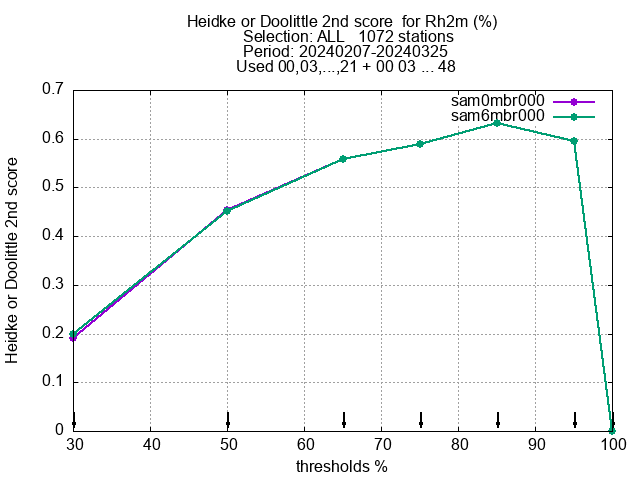 Heidke or Doolittle 2nd score  for Rh2m (%)
Selection: ALL   1072 stations
Period: 20240207-20240325
Used 00,03,...,21 + 00 03 ... 48
sam0mbr000
sam6mbr000
Heidke or Doolittle 2nd score
0.7
0.6
0.5
0.4
0.3
0.2
0.1
0
30 40 50 60 70 80 90 100
thresholds %